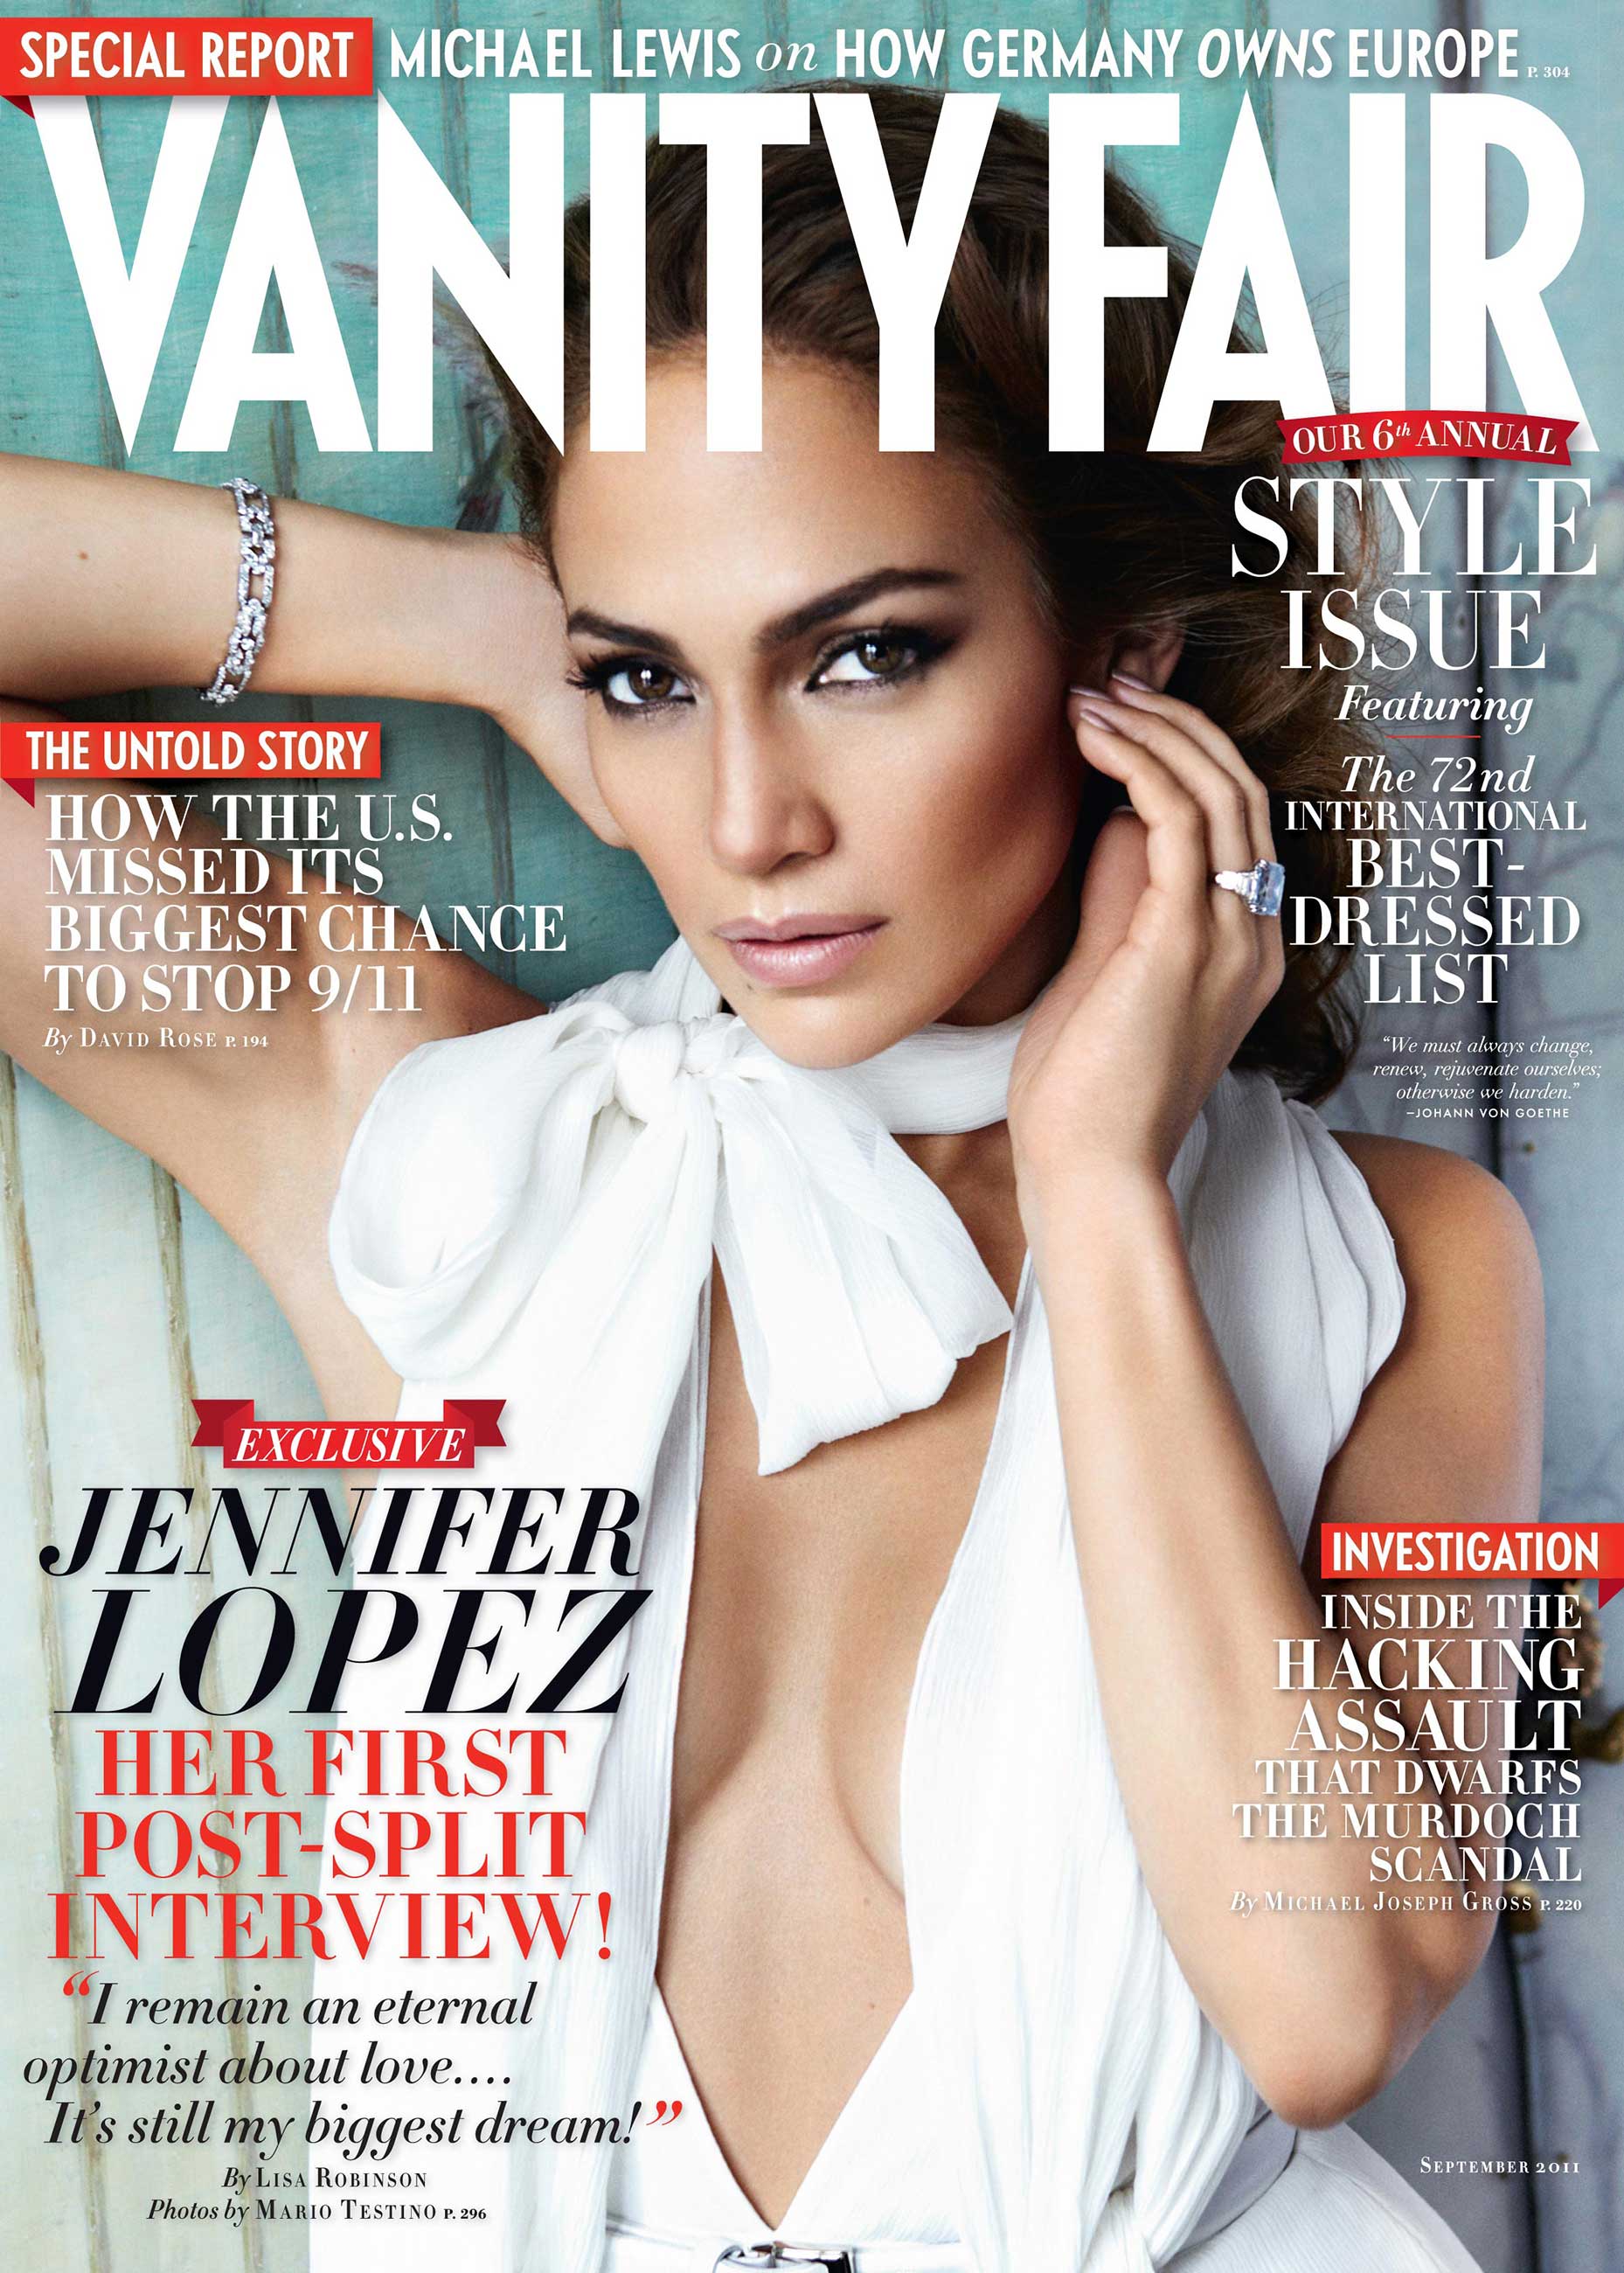 SPECIAL REPORT MICHAEL LEWIS on HOW GERMANY OWNS EUROPE P. 304
VANITY FAIR
OUR 6th ANNUAL
STYLE
ISSUE
Featuring
The 72nd
INTERNATIONAL
BEST-
DRESSED
LIST
“We must always change,
renew, rejuvenate ourselves;
otherwise we harden.”
–JOHANN VON GOETHE
THE UNTOLD STORY
HOW THE U.S.
MISSED ITS
BIGGEST CHANCE
TO STOP 9/11
By DAVID ROSE P. 194
EXCLUSIVE
JENNIFER
LOPEZ
HER FIRST
POST-SPLIT
INTERVIEW!
“I remain an eternal
optimist about love....
It's still my biggest dream!”
By LISA ROBINSON
Photos by MARIO TESTINO P. 296
INVESTIGATION
INSIDE THE
HACKING
ASSAULT
THAT DWARFS
THE MURDOCH
SCANDAL
By MICHAEL JOSEPH GROSS P. 220
SEPTEMBER 2011